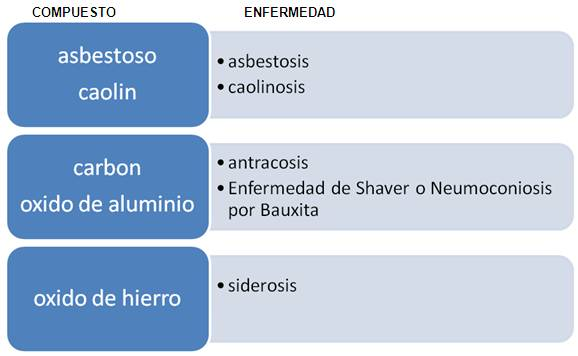 COMPUESTO ENFERMEDAD
asbestoso
caolin
• asbestosis
• caolinosis
carbon
oxido de aluminio
• antracosis
• Enfermedad de Shaver o Neumoconiosis
por Bauxita
oxido de hierro
• siderosis